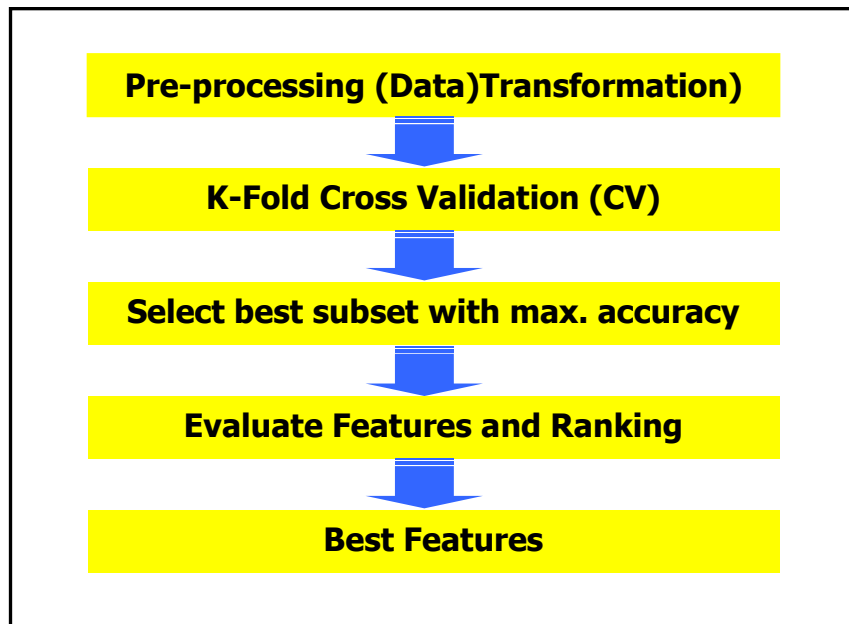 Pre-processing (Data)Transformation)
K-Fold Cross Validation (CV)
Select best subset with max. accuracy
Evaluate Features and Ranking
Best Features